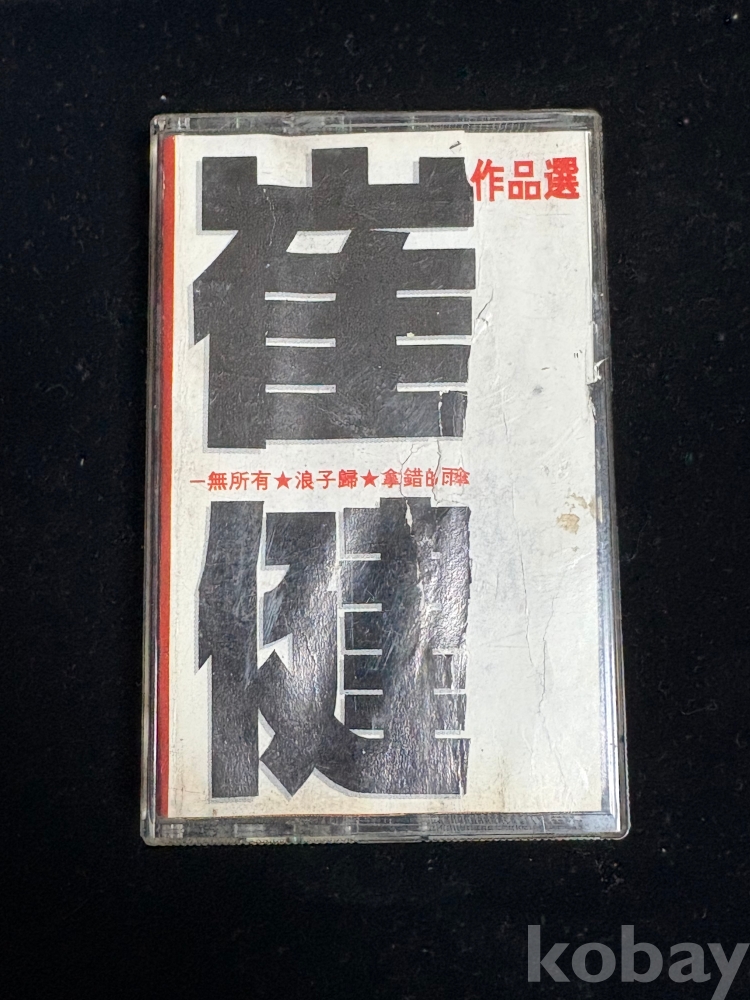 崔健
作品選
一無所有★浪子歸★拿錯的雨傘
kobay